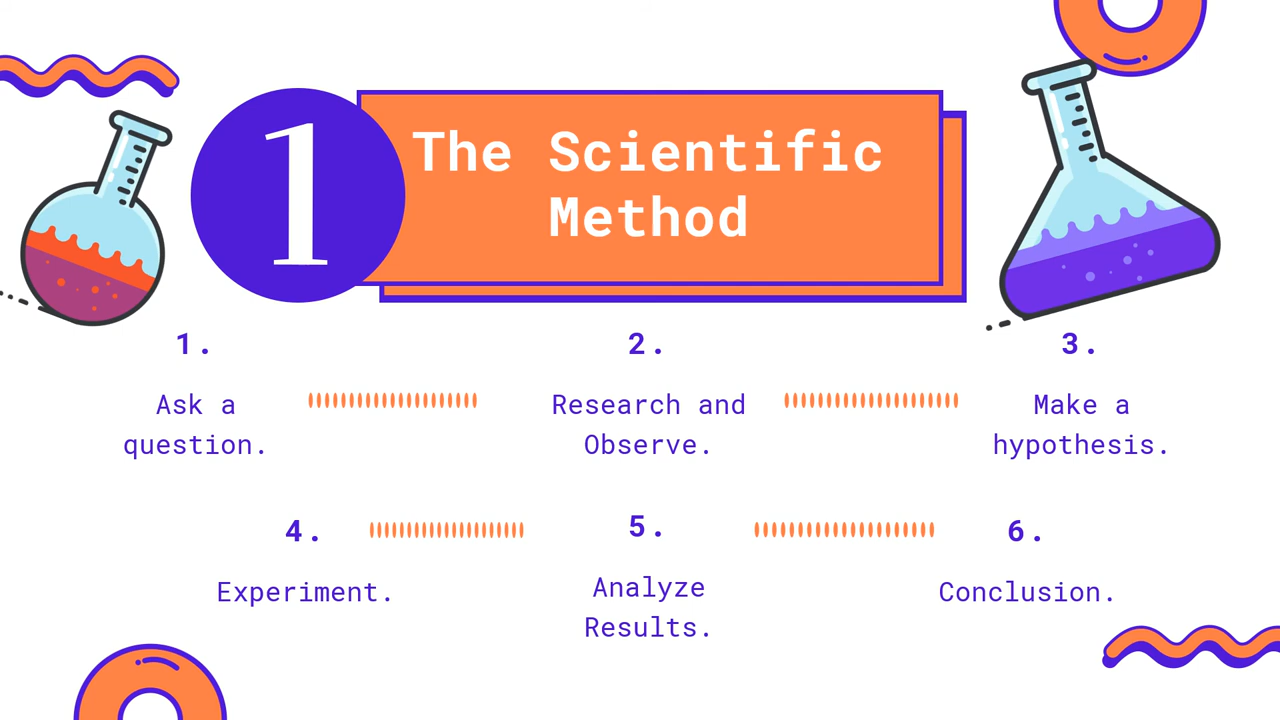 1
The Scientific
Method
1.
Ask a
question.
2.
Research and
Observe.
3.
Make a
hypothesis.
4.
Experiment.
5.
Analyze
Results.
6.
Conclusion.